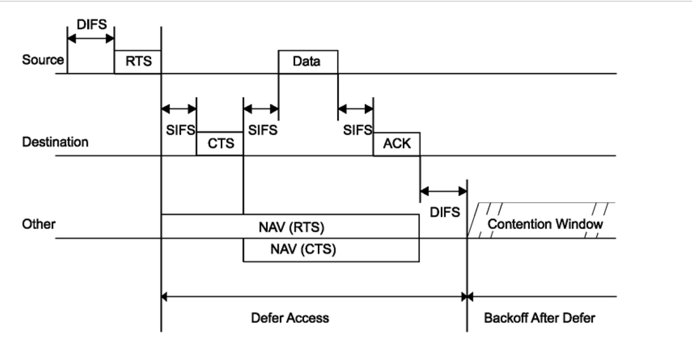 DIFS
Source
RTS
Data
SIFS
SIFS
SIFS
Destination
CTS
ACK
DIFS
Other
NAV (RTS)
Contention Window
NAV (CTS)
Defer Access
Backoff After Defer